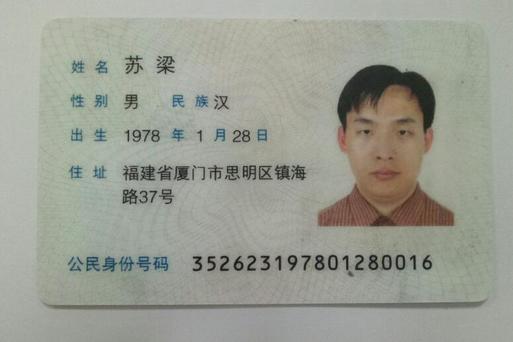 姓名 苏梁
性别 男 民族 汉
出生 1978 年 1 月 28 日
住址 福建省厦门市思明区镇海
路37号
公民身份号码 352623197801280016